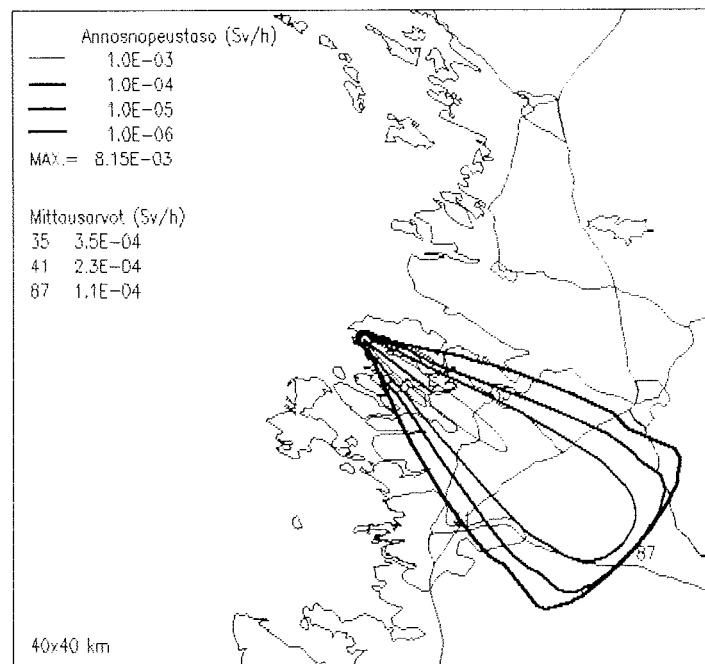 Annosnopeustaso (Sv/h)
1.0E-03
1.0E-04
1.0E-05
1.0E-06
MAX.= 8.15E-03
Mittausarvot (Sv/h)
35 3.5E-04
41 2.3E-04
87 1.1E-04
87
40x40 km